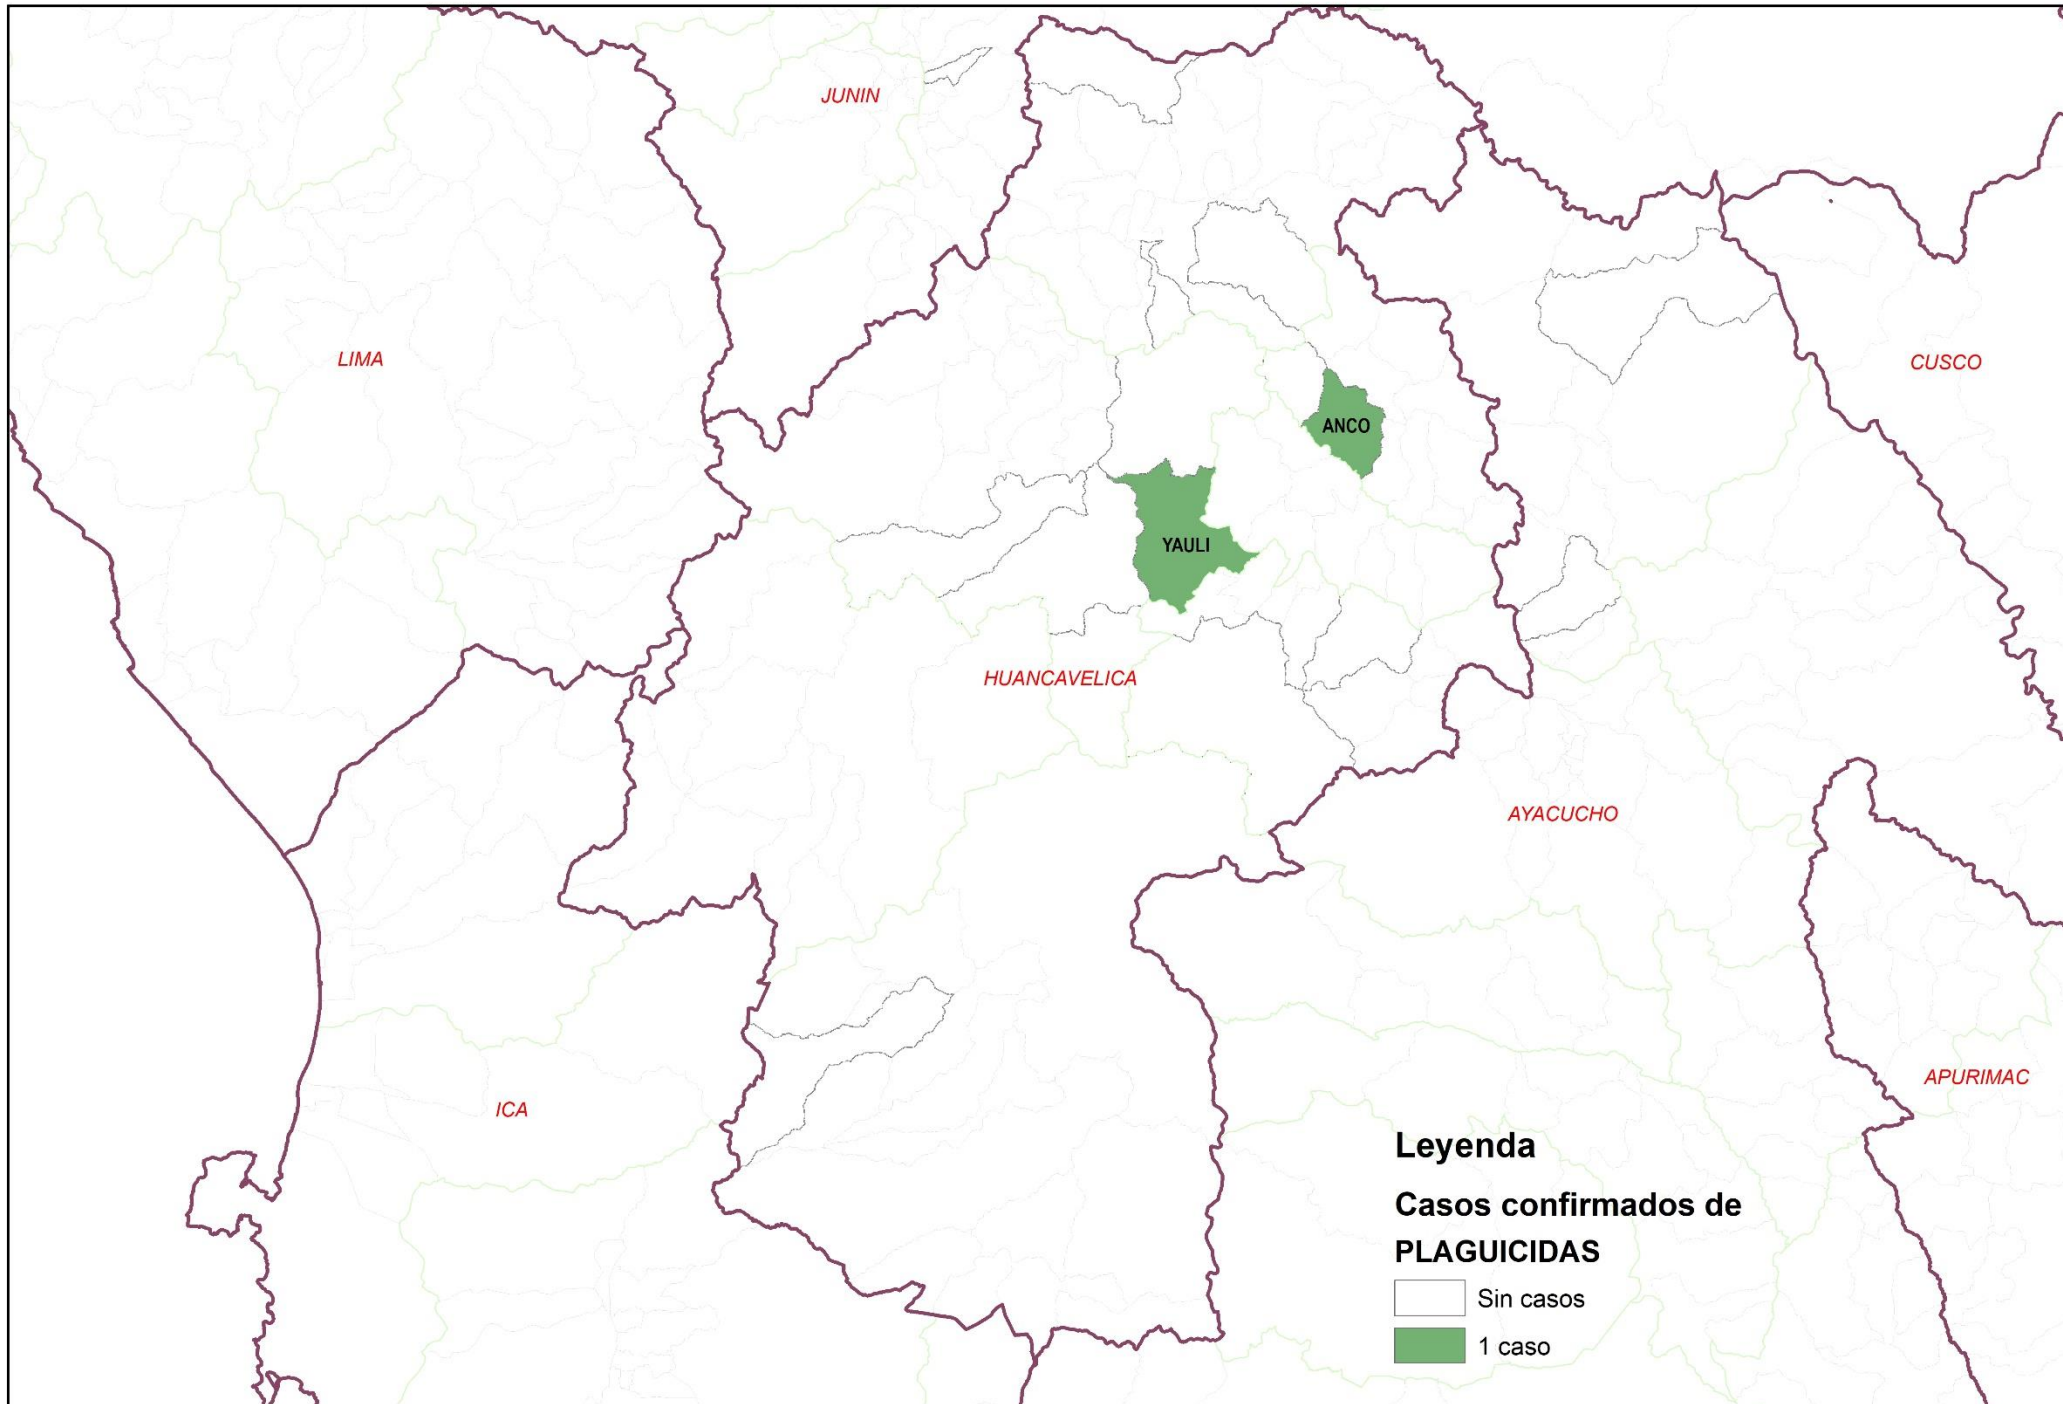 JUNIN
LIMA
CUSCO
ANCO
YAULI
HUANCAVELICA
AYACUCHO
APURIMAC
ICA
Leyenda
Casos confirmados de
PLAGUICIDAS
Sin casos
1 caso